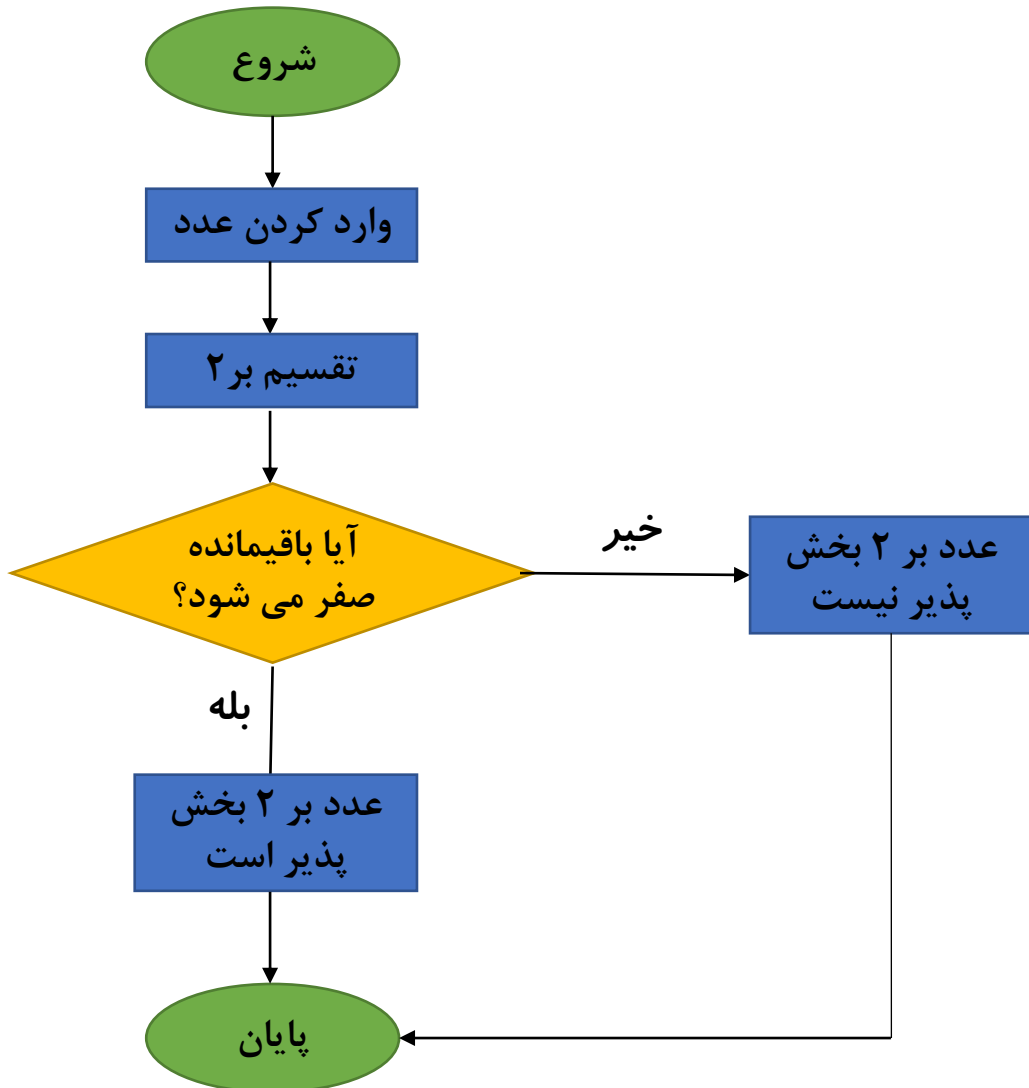 شروع
وارد کردن عدد
تقسیم بر۲
آیا باقیمانده
صفر می شود؟
خیر
عدد بر ۲ بخش
پذیر نیست
بله
عدد بر ۲ بخش
پذیر است
پایان